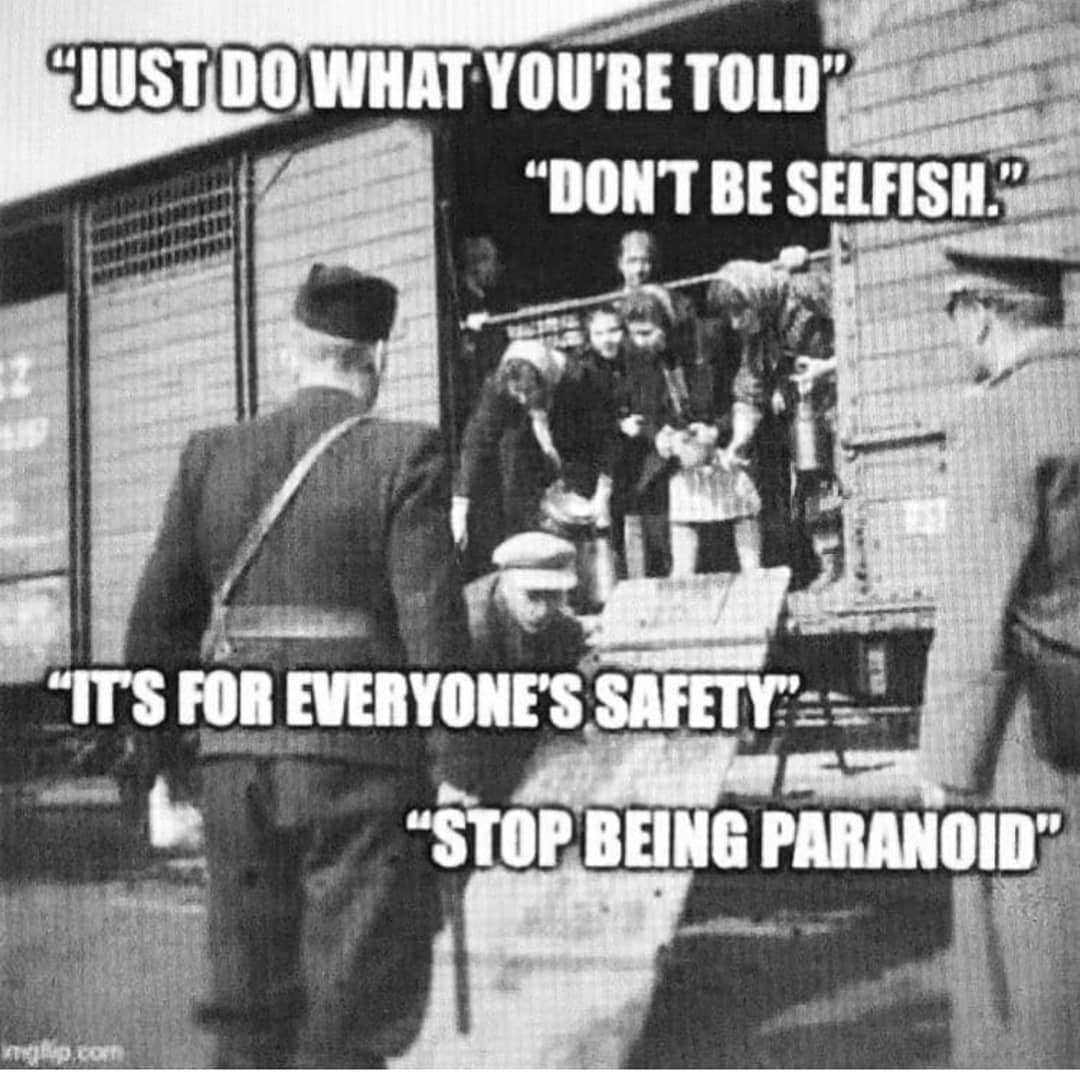 “JUST DO WHAT YOU'RE TOLD”
“DON'T BE SELFISH.”
“IT'S FOR EVERYONE'S SAFETY”
“STOP BEING PARANOID”
imgflip.com